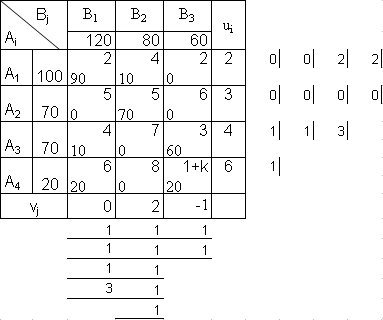 Bj B1 B2 B3 ui
Ai 120 80 60
2 4 2
A1 100 90 10 0 2 0 0 2 2
5 5 6
A2 70 0 70 0 3 0 0 0 0
4 7 3
A3 70 10 0 60 4 1 1 3
6 8 1+k
A4 20 20 0 20 6 1
vj 0 2 -1
1 1 1
1 1 1
1 1
3 1
1